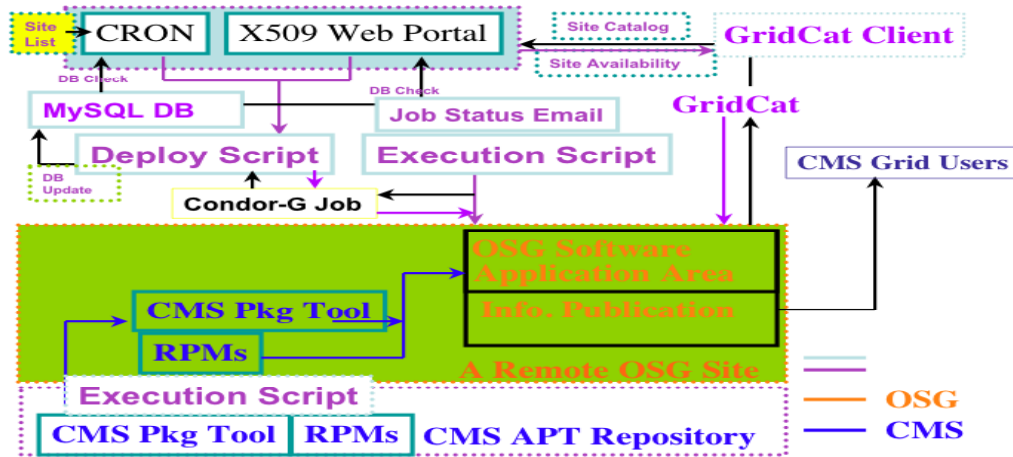 Site
List
CRON
X509 Web Portal
Site Catalog
Site Availability
GridCat Client
DB Check
DB Check
MySQL DB
Job Status Email
GridCat
Deploy Script
Execution Script
CMS Grid Users
DB
Update
Condor-G Job
OSG Software
Application Area
CMS Pkg Tool
Info. Publication
RPMs
A Remote OSG Site
Execution Script
OSG
CMS Pkg Tool
RPMs
CMS APT Repository
CMS